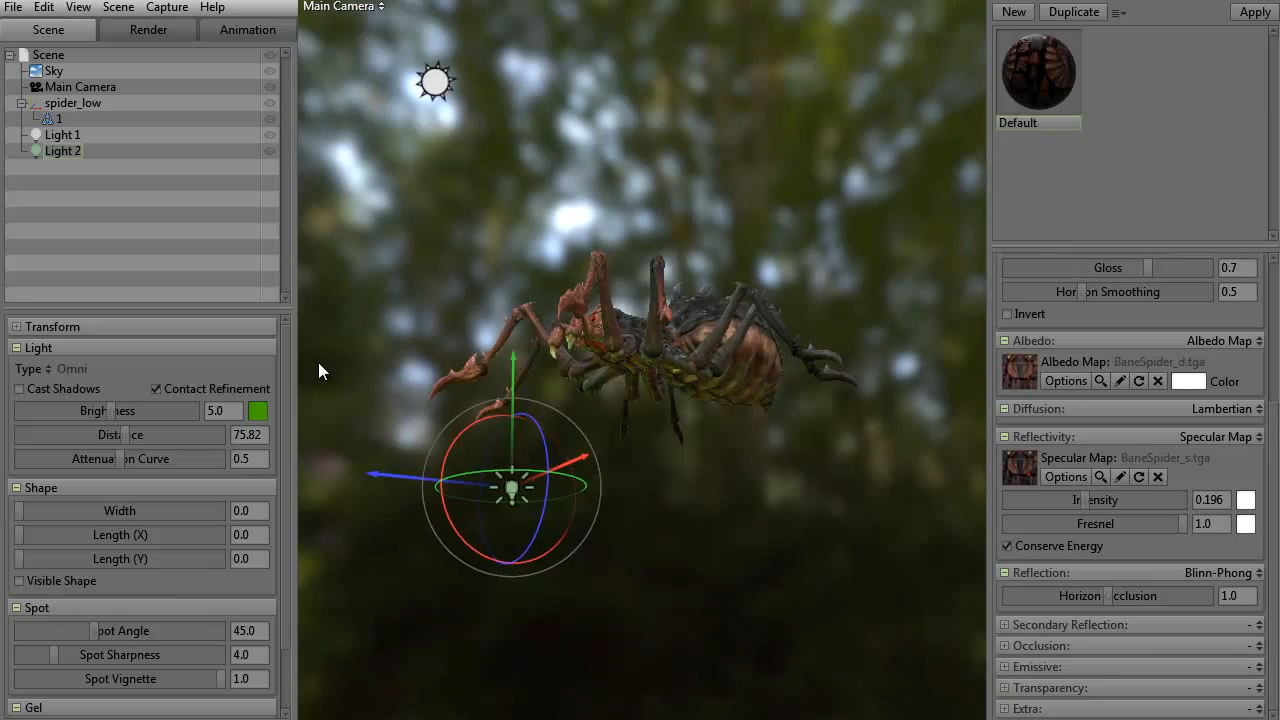 File Edit View Scene Capture Help
Scene Render Animation
Scene
Sky
Main Camera
spider_low
1
Light 1
Light 2
Transform
Light
Type: Omni
Cast Shadows Contact Refinement
Brightness 5.0
Distance 75.82
Attenuation Curve 0.5
Shape
Width 0.0
Length (X) 0.0
Length (Y) 0.0
Visible Shape
Spot
Spot Angle 45.0
Spot Sharpness 4.0
Spot Vignette 1.0
Gel
Main Camera
New Duplicate Apply
Default
Gloss 0.7
Horizon Smoothing 0.5
Invert
Albedo: Albedo Map
Albedo Map: BaneSpider_d.tga
Options Color
Diffusion: Lambertian
Reflectivity: Specular Map
Specular Map: BaneSpider_s.tga
Options
Intensity 0.196
Fresnel 1.0
Conserve Energy
Reflection: Blinn-Phong
Horizon Occlusion 1.0
Secondary Reflection: -
Occlusion: -
Emissive: -
Transparency: -
Extra: -